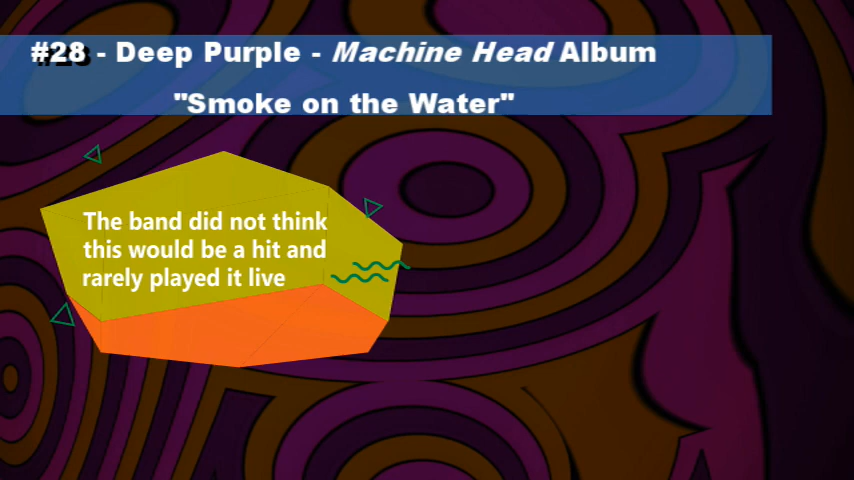 #28 - Deep Purple - Machine Head Album
"Smoke on the Water"
The band did not think
this would be a hit and
rarely played it live